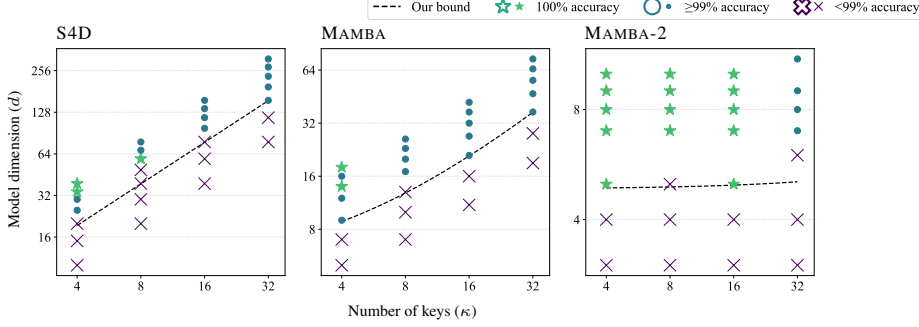 Our bound
100% accuracy
≥99% accuracy
<99% accuracy
S4D
MAMBA
MAMBA-2
Model dimension (d)
256
128
64
32
16
4
8
16
32
64
32
16
8
4
8
16
32
8
4
4
8
16
32
Number of keys (κ)